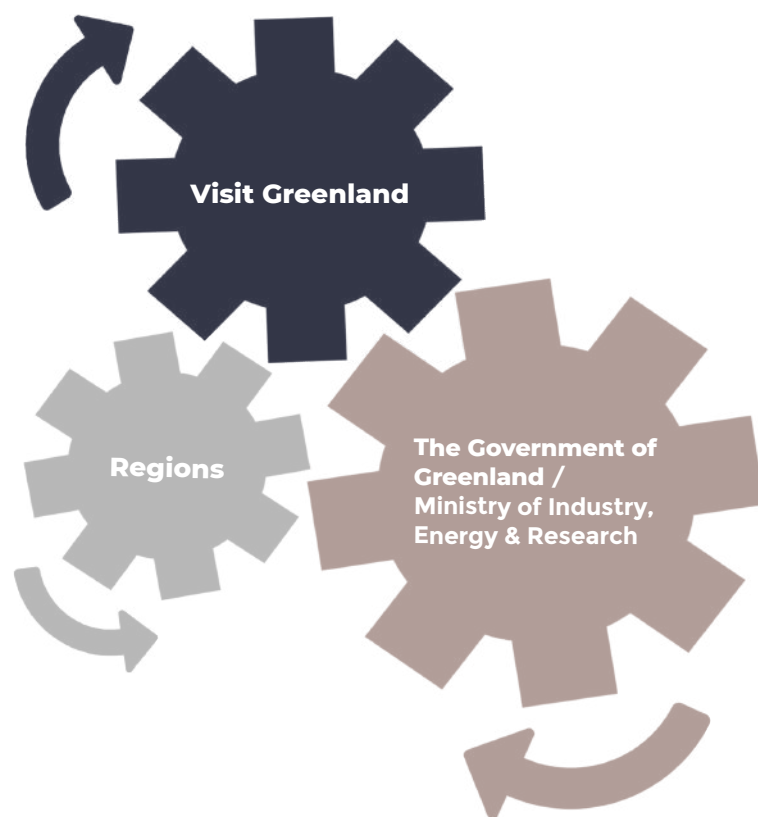 Visit Greenland
Regions
The Government of
Greenland /
Ministry of Industry,
Energy & Research